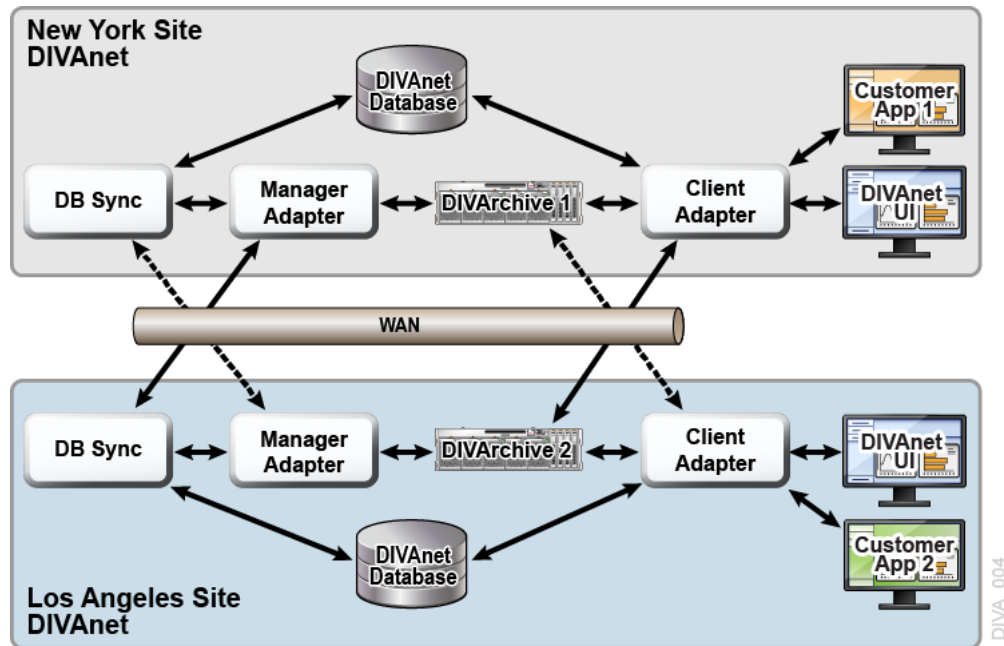 New York Site
DIVAnet
DIVAnet
Database
Customer
App 1
DB Sync
Manager
Adapter
DIVArchive 1
Client
Adapter
DIVAnet
UI
WAN
DB Sync
Manager
Adapter
DIVArchive 2
Client
Adapter
DIVAnet
UI
DIVAnet
Database
Customer
App 2
Los Angeles Site
DIVAnet
DIVA_004